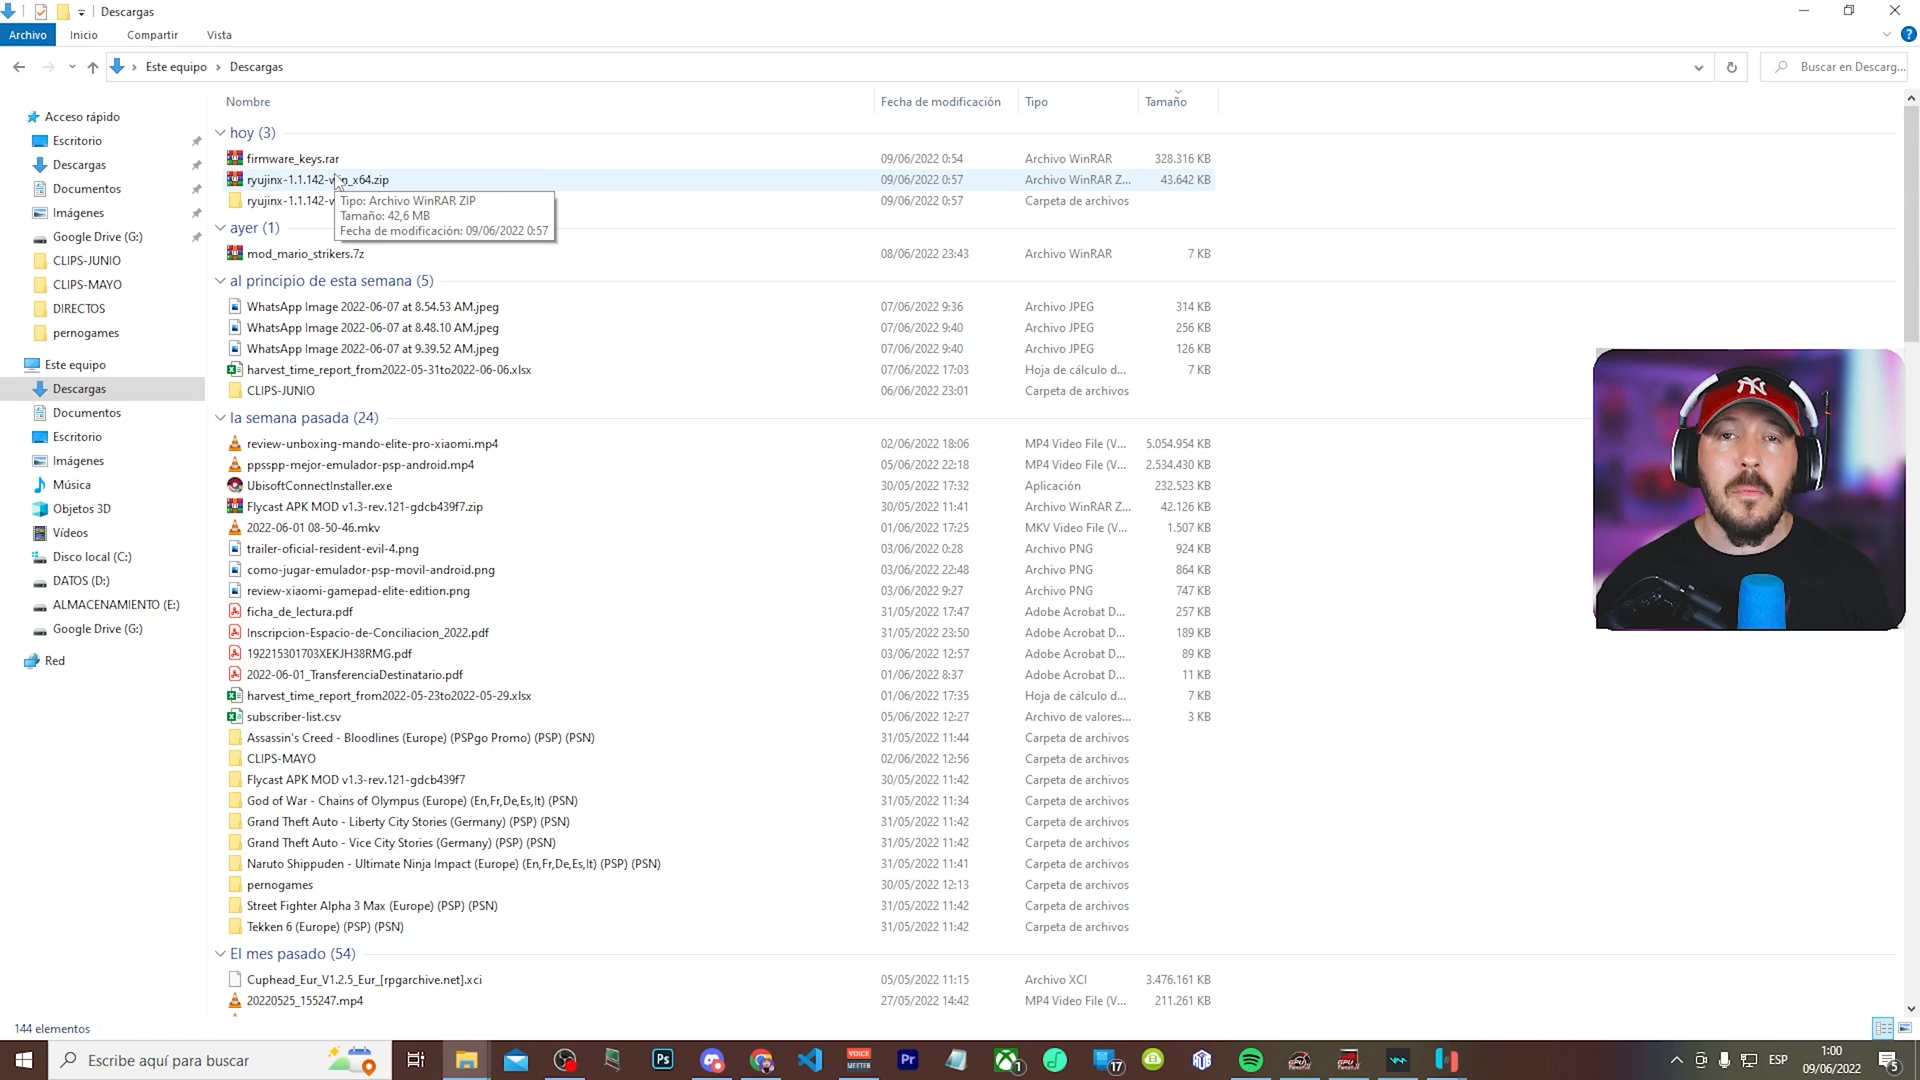 Descargas
Archivo Inicio Compartir Vista
Este equipo Descargas Buscar en Descarg...
Nombre Fecha de modificación Tipo Tamaño
hoy (3)
firmware_keys.rar 09/06/2022 0:54 Archivo WinRAR 328.316 KB
ryujinx-1.1.142-win_x64.zip 09/06/2022 0:57 Archivo WinRAR Z... 43.642 KB
ryujinx-1.1.142-w 09/06/2022 0:57 Carpeta de archivos
Tipo: Archivo WinRAR ZIP
Tamaño: 42,6 MB
Fecha de modificación: 09/06/2022 0:57
ayer (1)
mod_mario_strikers.7z 08/06/2022 23:43 Archivo WinRAR 7 KB
al principio de esta semana (5)
WhatsApp Image 2022-06-07 at 8.54.53 AM.jpeg 07/06/2022 9:36 Archivo JPEG 314 KB
WhatsApp Image 2022-06-07 at 8.48.10 AM.jpeg 07/06/2022 9:40 Archivo JPEG 256 KB
WhatsApp Image 2022-06-07 at 9.39.52 AM.jpeg 07/06/2022 9:40 Archivo JPEG 126 KB
harvest_time_report_from2022-05-31to2022-06-06.xlsx 07/06/2022 17:03 Hoja de cálculo d... 7 KB
CLIPS-JUNIO 06/06/2022 23:01 Carpeta de archivos
la semana pasada (24)
review-unboxing-mando-elite-pro-xiaomi.mp4 02/06/2022 18:06 MP4 Video File (V... 5.054.954 KB
ppsspp-mejor-emulador-psp-android.mp4 05/06/2022 22:18 MP4 Video File (V... 2.534.430 KB
UbisoftConnectInstaller.exe 30/05/2022 17:32 Aplicación 232.523 KB
Flycast APK MOD v1.3-rev.121-gdcb439f7.zip 30/05/2022 11:41 Archivo WinRAR Z... 42.126 KB
2022-06-01 08-50-46.mkv 01/06/2022 17:25 MKV Video File (V... 1.507 KB
trailer-oficial-resident-evil-4.png 03/06/2022 0:28 Archivo PNG 924 KB
como-jugar-emulador-psp-movil-android.png 03/06/2022 22:48 Archivo PNG 864 KB
review-xiaomi-gamepad-elite-edition.png 03/06/2022 9:27 Archivo PNG 747 KB
ficha_de_lectura.pdf 31/05/2022 17:47 Adobe Acrobat D... 257 KB
Inscripcion-Espacio-de-Conciliacion_2022.pdf 31/05/2022 23:50 Adobe Acrobat D... 189 KB
192215301703XEKJH38RMG.pdf 03/06/2022 12:57 Adobe Acrobat D... 89 KB
2022-06-01_TransferenciaDestinatario.pdf 01/06/2022 8:37 Adobe Acrobat D... 11 KB
harvest_time_report_from2022-05-23to2022-05-29.xlsx 01/06/2022 17:35 Hoja de cálculo d... 7 KB
subscriber-list.csv 05/06/2022 12:27 Archivo de valores... 3 KB
Assassin's Creed - Bloodlines (Europe) (PSPgo Promo) (PSP) (PSN) 31/05/2022 11:44 Carpeta de archivos
CLIPS-MAYO 02/06/2022 12:56 Carpeta de archivos
Flycast APK MOD v1.3-rev.121-gdcb439f7 30/05/2022 11:42 Carpeta de archivos
God of War - Chains of Olympus (Europe) (En,Fr,De,Es,It) (PSN) 31/05/2022 11:34 Carpeta de archivos
Grand Theft Auto - Liberty City Stories (Germany) (PSP) (PSN) 31/05/2022 11:42 Carpeta de archivos
Grand Theft Auto - Vice City Stories (Germany) (PSP) (PSN) 31/05/2022 11:42 Carpeta de archivos
Naruto Shippuden - Ultimate Ninja Impact (Europe) (En,Fr,De,Es,It) (PSP) (PSN) 31/05/2022 11:41 Carpeta de archivos
pernogames 30/05/2022 12:13 Carpeta de archivos
Street Fighter Alpha 3 Max (Europe) (PSP) (PSN) 31/05/2022 11:42 Carpeta de archivos
Tekken 6 (Europe) (PSP) (PSN) 31/05/2022 11:42 Carpeta de archivos
El mes pasado (54)
Cuphead_Eur_V1.2.5_Eur_[rpgarchive.net].xci 05/05/2022 11:15 Archivo XCI 3.476.161 KB
20220525_155247.mp4 27/05/2022 14:42 MP4 Video File (V... 211.261 KB
Acceso rápido
Escritorio
Descargas
Documentos
Imágenes
Google Drive (G:)
CLIPS-JUNIO
CLIPS-MAYO
DIRECTOS
pernogames
Este equipo
Descargas
Documentos
Escritorio
Imágenes
Música
Objetos 3D
Vídeos
Disco local (C:)
DATOS (D:)
ALMACENAMIENTO (E:)
Google Drive (G:)
Red
144 elementos
Escribe aquí para buscar
Ps
VOICE
MEETER
Pr
1
17
ESP
1:00
09/06/2022
5